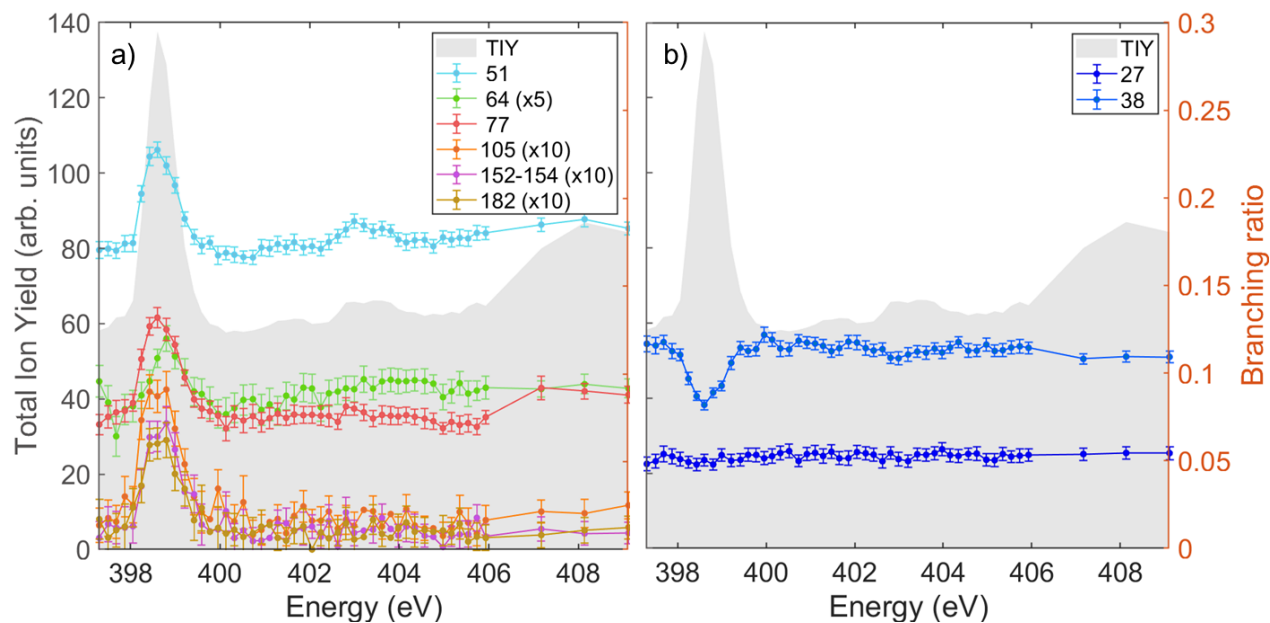 a)
Total Ion Yield (arb. units)
140
120
100
80
60
40
20
0
398
400
402
404
406
408
Energy (eV)
TIY
51
64 (x5)
77
105 (x10)
152-154 (x10)
182 (x10)
b)
TIY
27
38
398
400
402
404
406
408
Energy (eV)
0.3
0.25
0.2
0.15
0.1
0.05
0
Branching ratio